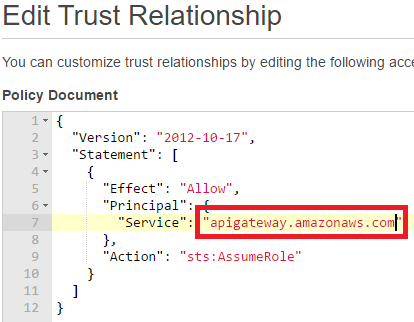 Edit Trust Relationship
You can customize trust relationships by editing the following acce
Policy Document
1 {
2 "Version": "2012-10-17",
3 "Statement": [
4 {
5 "Effect": "Allow",
6 "Principal": {
7 "Service": "apigateway.amazonaws.com"
8 },
9 "Action": "sts:AssumeRole"
10 }
11 ]
12 }